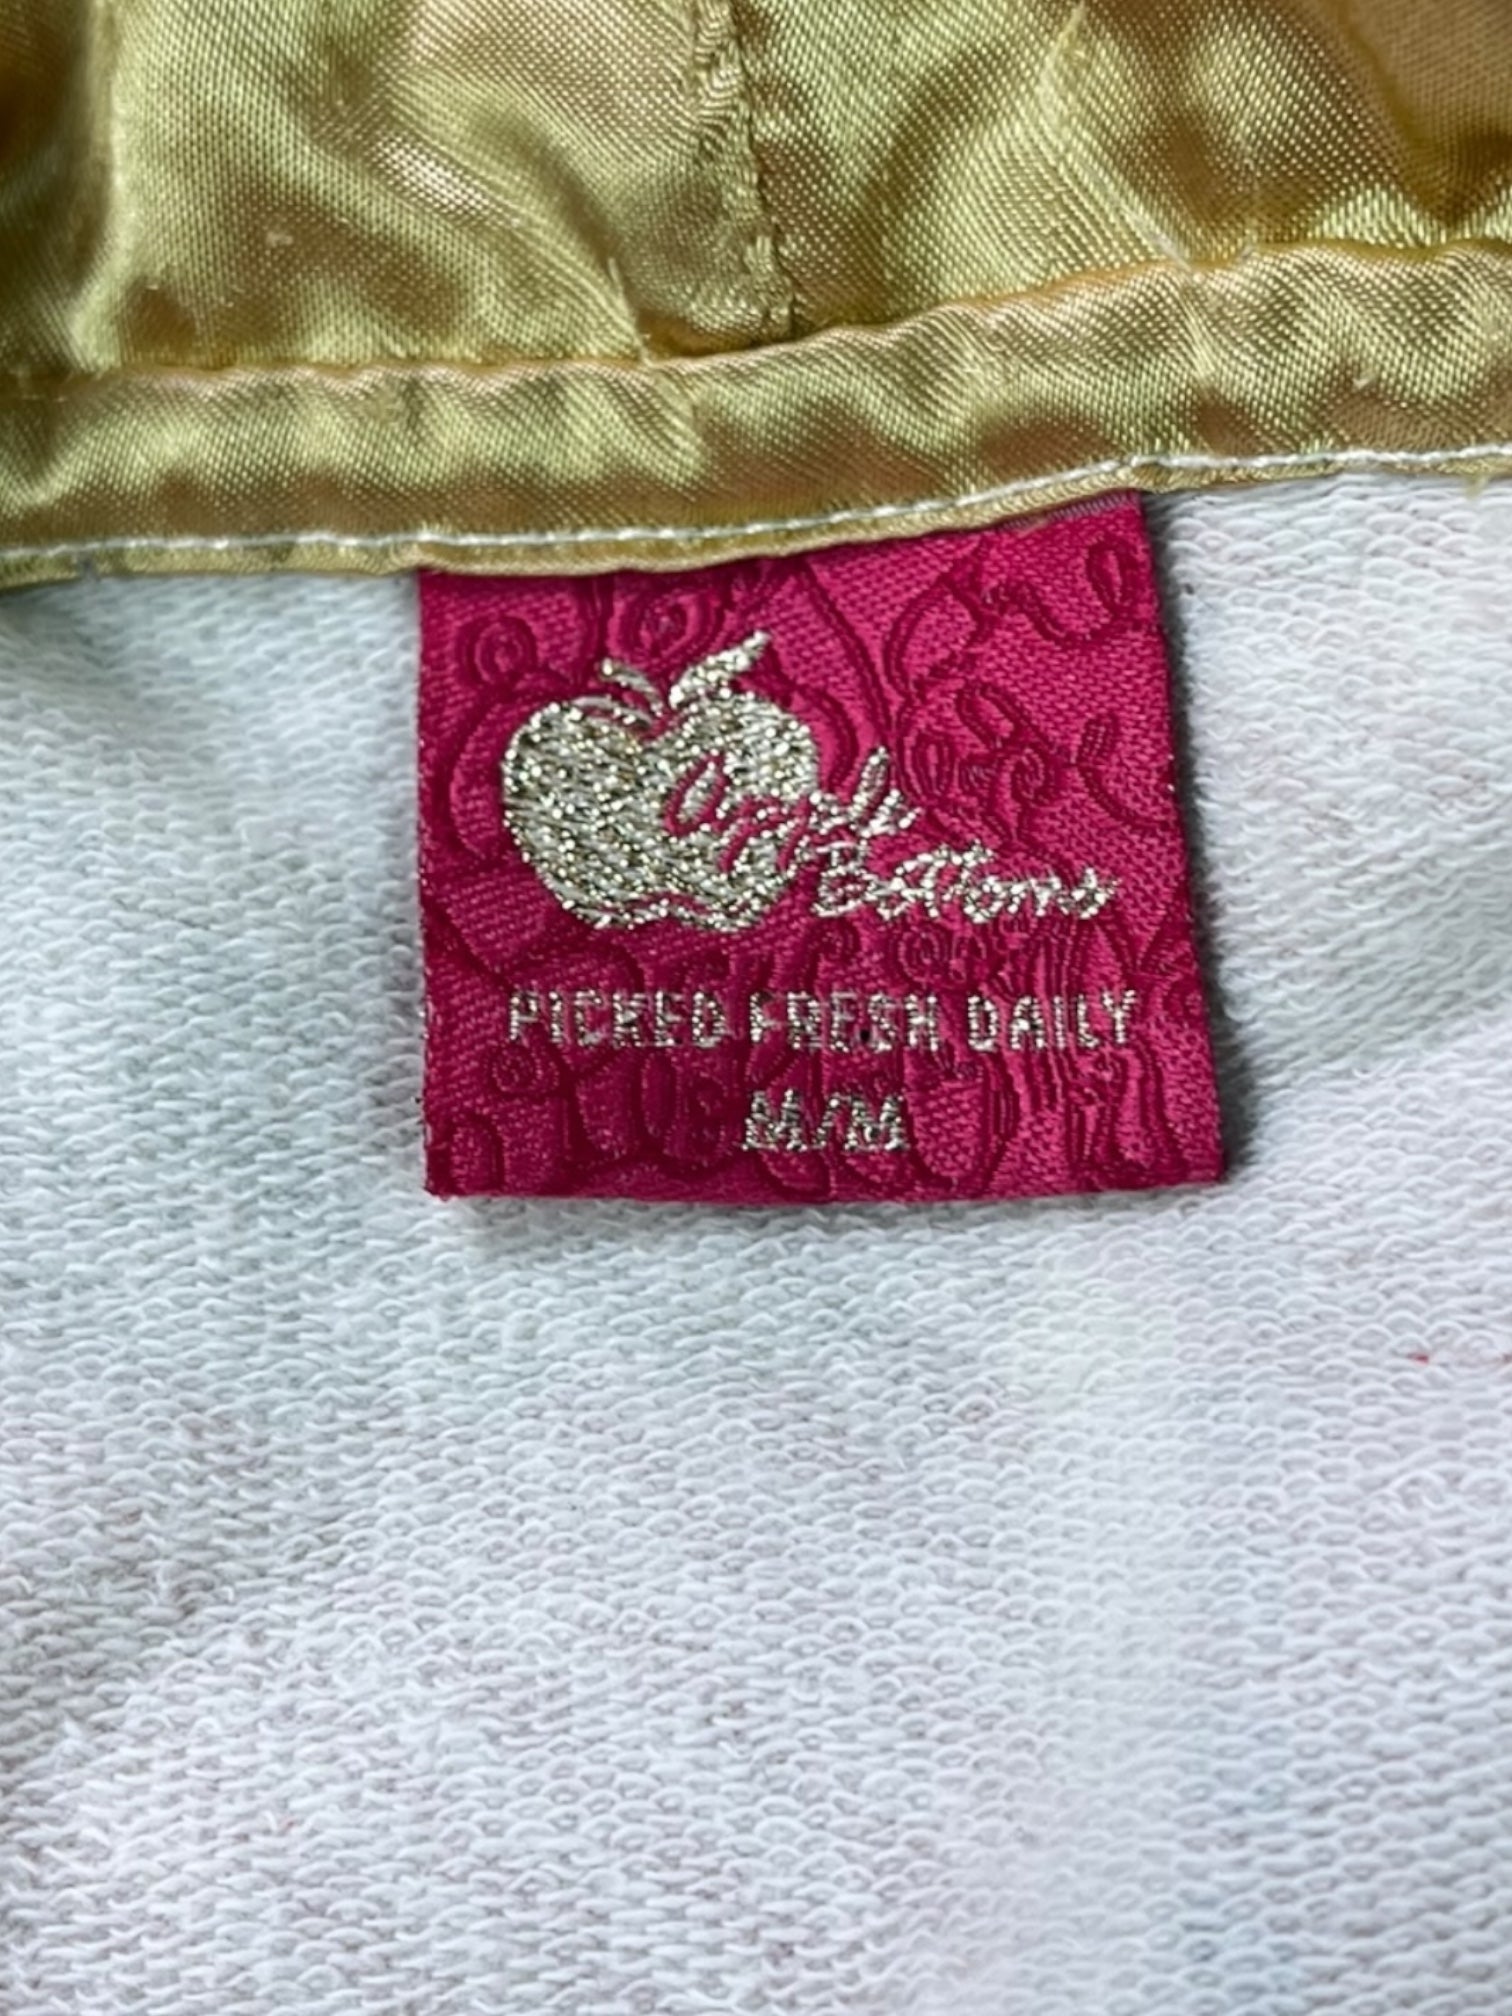 Apple
Bottoms
PICKED FRESH DAILY
M/M